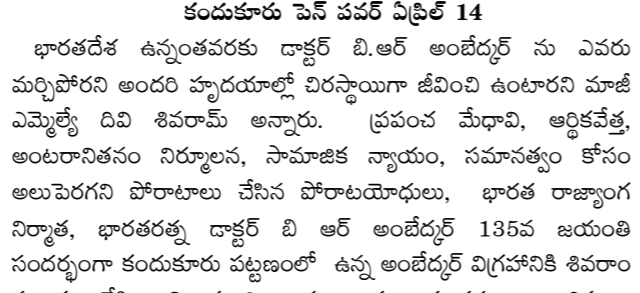 కందుకూరు పెన్ పవర్ ఏప్రిల్ 14
భారతదేశ ఉన్నంతవరకు డాక్టర్ బి.ఆర్ అంబేద్కర్ ను ఎవరు
మర్చిపోరని అందరి హృదయాల్లో చిరస్థాయిగా జీవించి ఉంటారని మాజీ
ఎమ్మెల్యే దివి శివరామ్ అన్నారు. ప్రపంచ మేధావి, ఆర్థికవేత్త,
అంటరానితనం నిర్మూలన, సామాజిక న్యాయం, సమానత్వం కోసం
అలుపెరగని పోరాటాలు చేసిన పోరాటయోధులు, భారత రాజ్యాంగ
నిర్మాత, భారతరత్న డాక్టర్ బి ఆర్ అంబేద్కర్ 135వ జయంతి
సందర్భంగా కందుకూరు పట్టణంలో ఉన్న అంబేద్కర్ విగ్రహానికి శివరాం